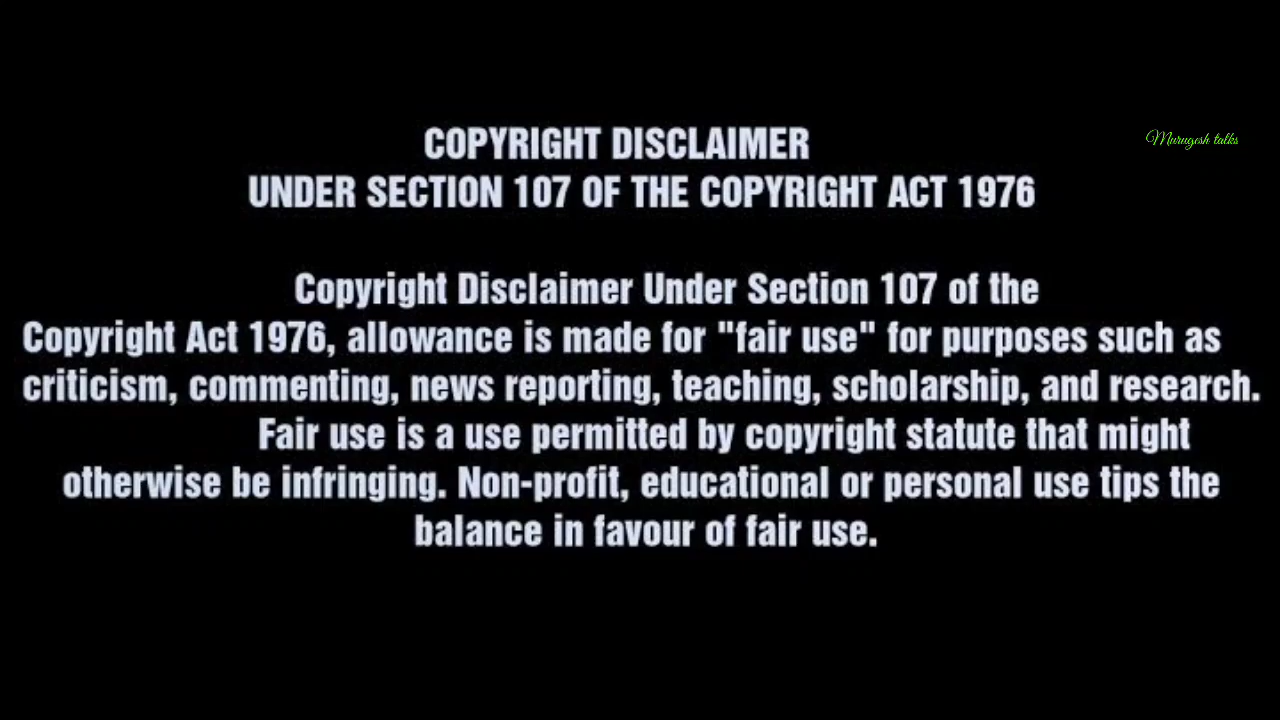 COPYRIGHT DISCLAIMER
Murugesh talks
UNDER SECTION 107 OF THE COPYRIGHT ACT 1976
Copyright Disclaimer Under Section 107 of the
Copyright Act 1976, allowance is made for "fair use" for purposes such as
criticism, commenting, news reporting, teaching, scholarship, and research.
Fair use is a use permitted by copyright statute that might
otherwise be infringing. Non-profit, educational or personal use tips the
balance in favour of fair use.